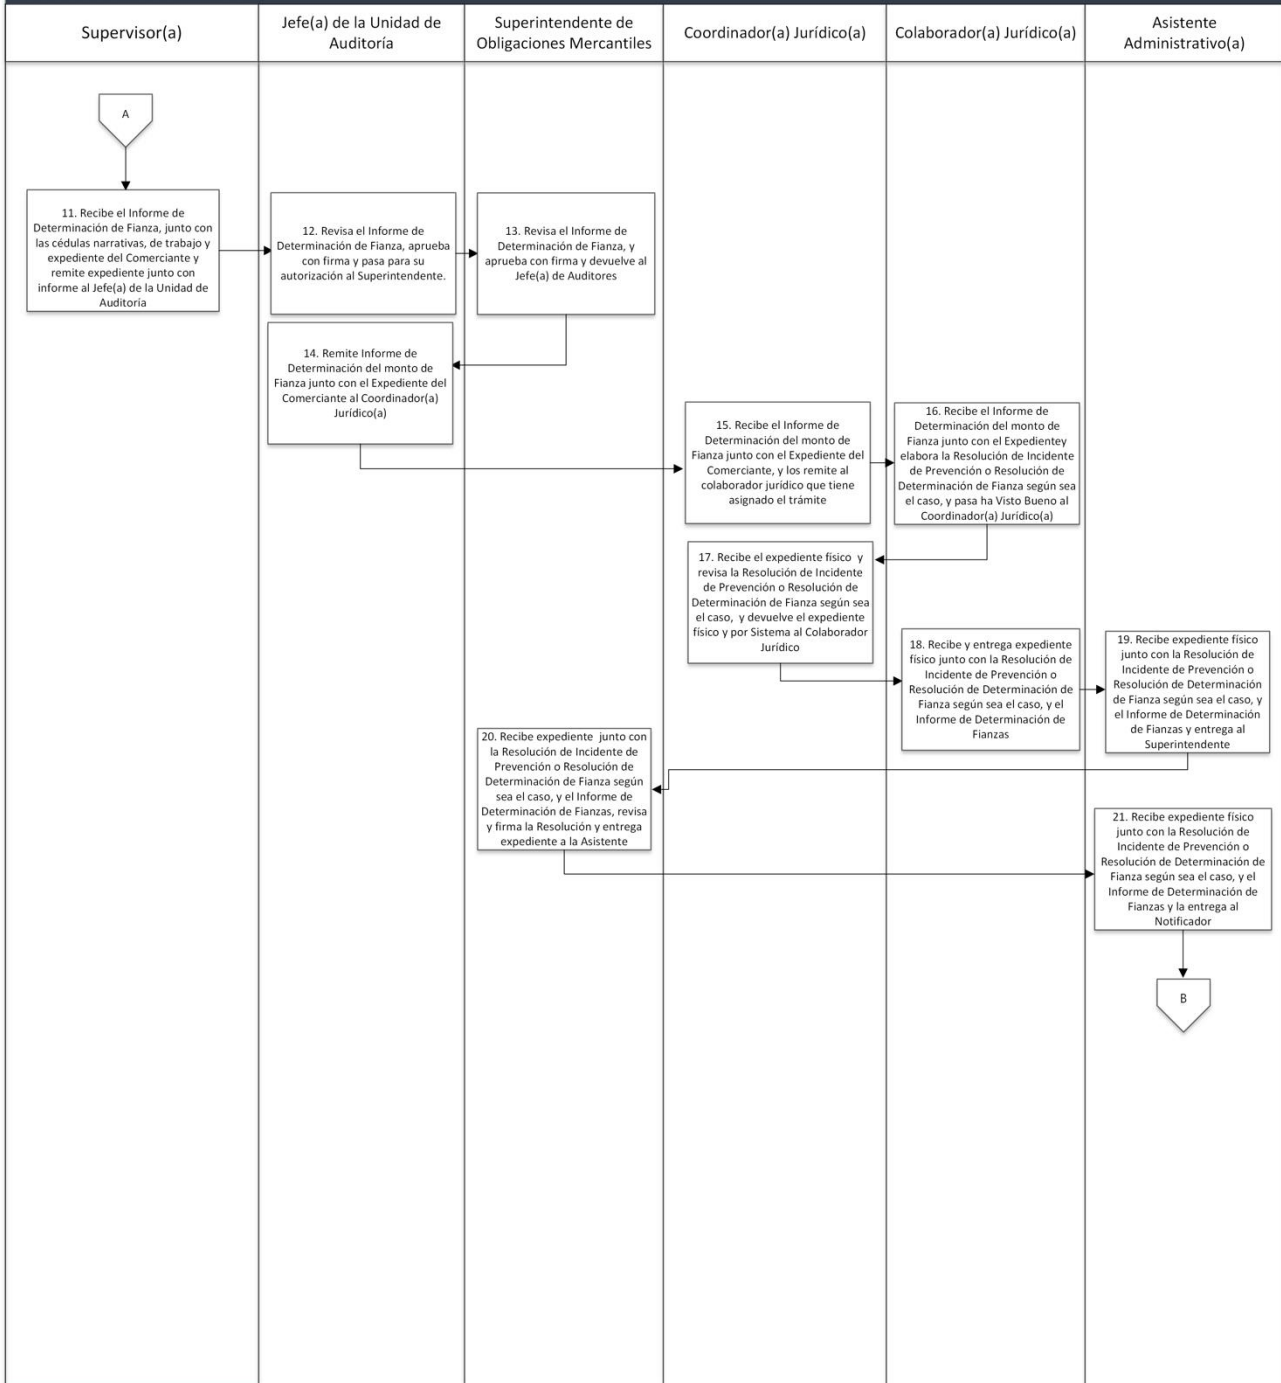 Supervisor(a)
Jefe(a) de la Unidad de
Auditoría
Superintendente de
Obligaciones Mercantiles
Coordinador(a) Jurídico(a)
Colaborador(a) Jurídico(a)
Asistente
Administrativo(a)
A
11. Recibe el Informe de
Determinación de Fianza, junto con
las cédulas narrativas, de trabajo y
expediente del Comerciante y
remite expediente junto con
informe al Jefe(a) de la Unidad de
Auditoría
12. Revisa el Informe de
Determinación de Fianza, aprueba
con firma y pasa para su
autorización al Superintendente.
13. Revisa el Informe de
Determinación de Fianza, y
aprueba con firma y devuelve al
Jefe(a) de Auditores
14. Remite Informe de
Determinación del monto de
Fianza junto con el Expediente del
Comerciante al Coordinador(a)
Jurídico(a)
15. Recibe el Informe de
Determinación del monto de
Fianza junto con el Expediente del
Comerciante, y los remite al
colaborador jurídico que tiene
asignado el trámite
16. Recibe el Informe de
Determinación del monto de
Fianza junto con el Expedientey
elabora la Resolución de Incidente
de Prevención o Resolución de
Determinación de Fianza según sea
el caso, y pasa ha Visto Bueno al
Coordinador(a) Jurídico(a)
17. Recibe el expediente físico y
revisa la Resolución de Incidente
de Prevención o Resolución de
Determinación de Fianza según sea
el caso, y devuelve el expediente
físico y por Sistema al Colaborador
Jurídico
18. Recibe y entrega expediente
físico junto con la Resolución de
Incidente de Prevención o
Resolución de Determinación de
Fianza según sea el caso, y el
Informe de Determinación de
Fianzas
19. Recibe expediente físico
junto con la Resolución de
Incidente de Prevención o
Resolución de Determinación
de Fianza según sea el caso, y
el Informe de Determinación
de Fianzas y entrega al
Superintendente
20. Recibe expediente junto con
la Resolución de Incidente de
Prevención o Resolución de
Determinación de Fianza según
sea el caso, y el Informe de
Determinación de Fianzas, revisa
y firma la Resolución y entrega
expediente a la Asistente
21. Recibe expediente físico
junto con la Resolución de
Incidente de Prevención o
Resolución de Determinación de
Fianza según sea el caso, y el
Informe de Determinación de
Fianzas y la entrega al
Notificador
B